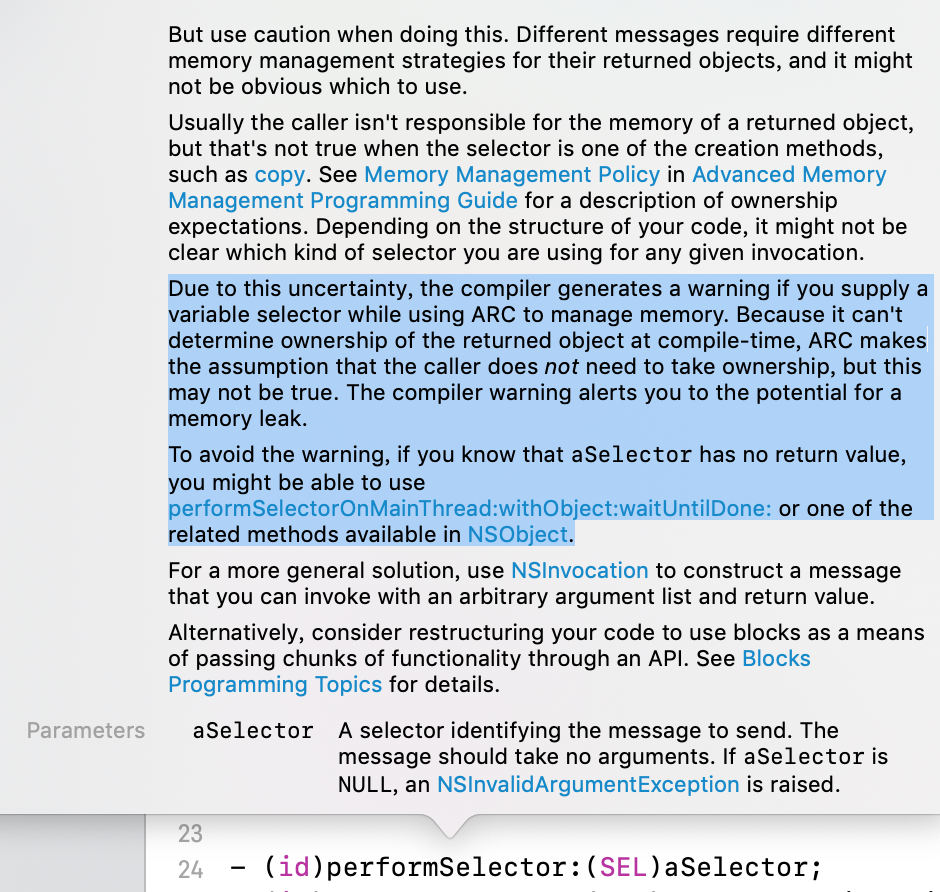 But use caution when doing this. Different messages require different
memory management strategies for their returned objects, and it might
not be obvious which to use.
Usually the caller isn't responsible for the memory of a returned object,
but that's not true when the selector is one of the creation methods,
such as copy. See Memory Management Policy in Advanced Memory
Management Programming Guide for a description of ownership
expectations. Depending on the structure of your code, it might not be
clear which kind of selector you are using for any given invocation.
Due to this uncertainty, the compiler generates a warning if you supply a
variable selector while using ARC to manage memory. Because it can't
determine ownership of the returned object at compile-time, ARC makes
the assumption that the caller does not need to take ownership, but this
may not be true. The compiler warning alerts you to the potential for a
memory leak.
To avoid the warning, if you know that aSelector has no return value,
you might be able to use
performSelectorOnMainThread:withObject:waitUntilDone: or one of the
related methods available in NSObject.
For a more general solution, use NSInvocation to construct a message
that you can invoke with an arbitrary argument list and return value.
Alternatively, consider restructuring your code to use blocks as a means
of passing chunks of functionality through an API. See Blocks
Programming Topics for details.
Parameters aSelector A selector identifying the message to send. The
message should take no arguments. If aSelector is
NULL, an NSInvalidArgumentException is raised.
23
24 - (id)performSelector:(SEL)aSelector;